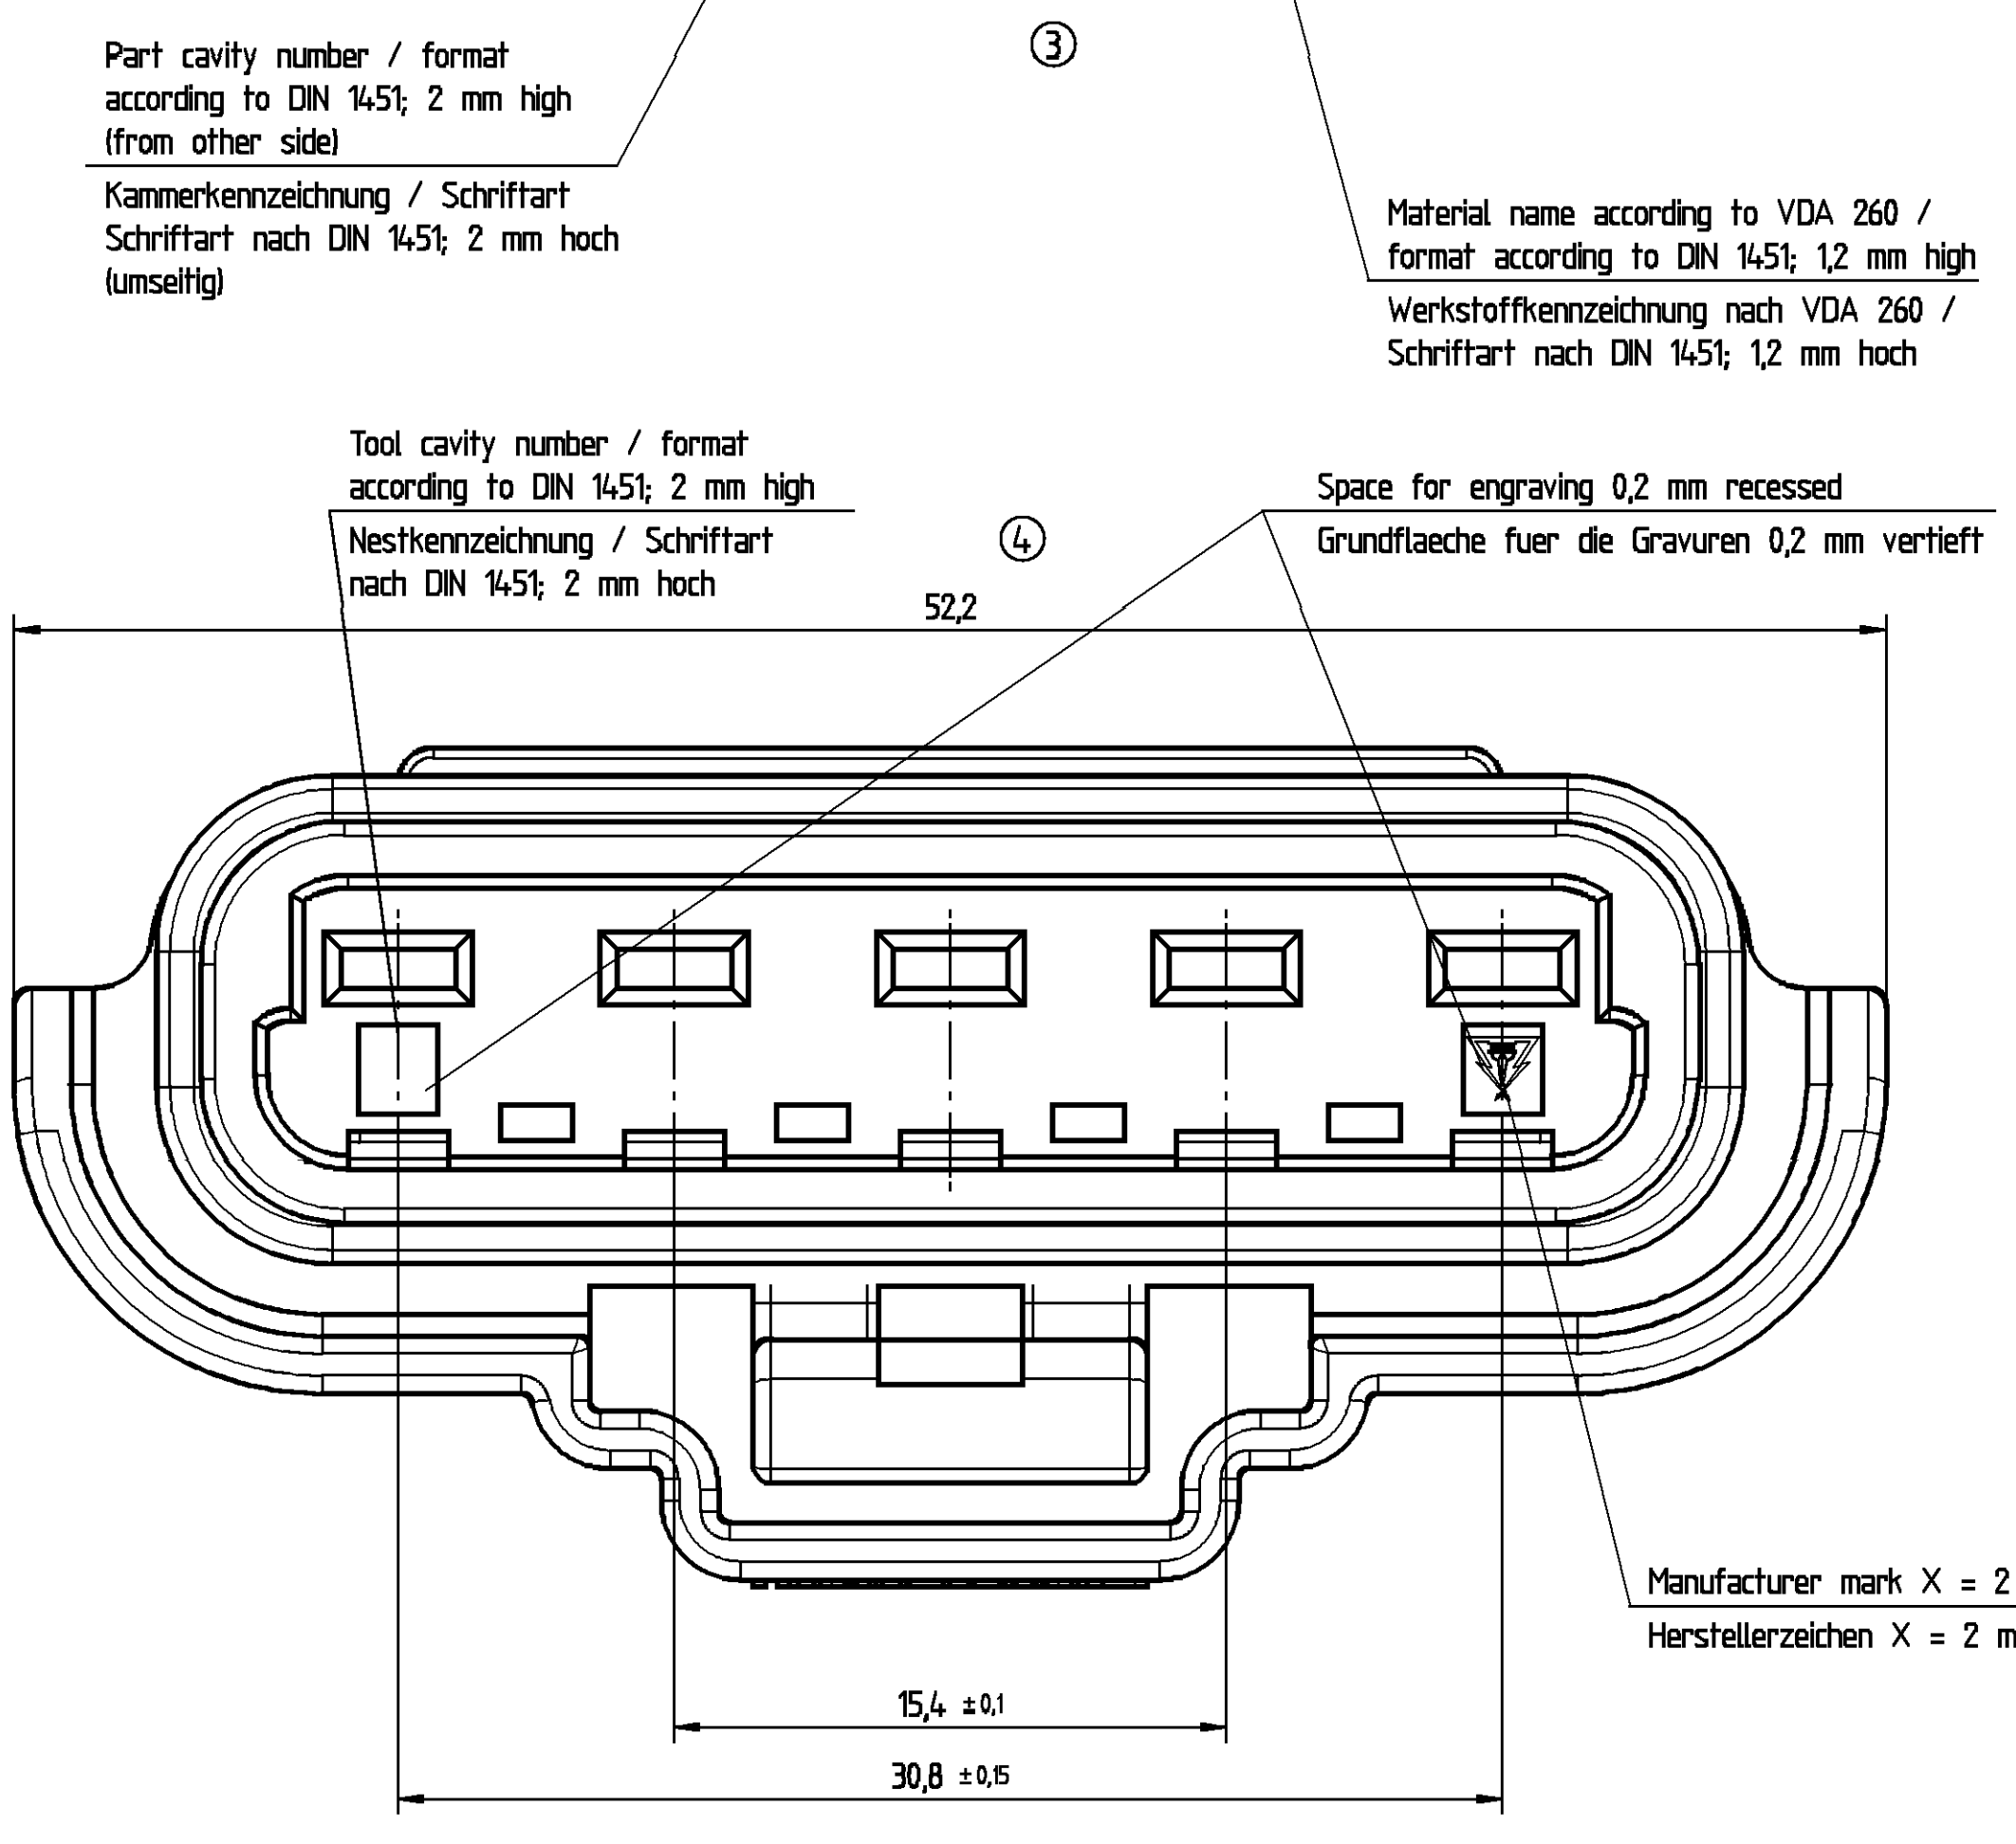 Part cavity number / format
according to DIN 1451; 2 mm high
(from other side)
Kammerkennzeichnung / Schriftart
Schriftart nach DIN 1451; 2 mm hoch
(umseitig)
3
Material name according to VDA 260 /
format according to DIN 1451; 1,2 mm high
Werkstoffkennzeichnung nach VDA 260 /
Schriftart nach DIN 1451; 1,2 mm hoch
Tool cavity number / format
according to DIN 1451; 2 mm high
Nestkennzeichnung / Schriftart
nach DIN 1451; 2 mm hoch
4
Space for engraving 0,2 mm recessed
Grundflaeche fuer die Gravuren 0,2 mm vertieft
52,2
Manufacturer mark X = 2
Herstellerzeichen X = 2 m
15,4 ±0,1
30,8 ±0,15